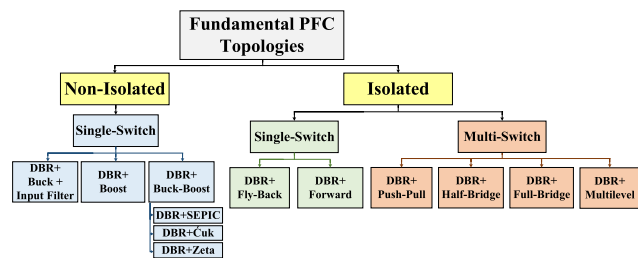 Fundamental PFC
Topologies
Non-Isolated
Isolated
Single-Switch
Single-Switch
Multi-Switch
DBR+
Buck +
Input Filter
DBR+
Boost
DBR+
Buck-Boost
DBR+SEPIC
DBR+Ćuk
DBR+Zeta
DBR+
Fly-Back
DBR+
Forward
DBR+
Push-Pull
DBR+
Half-Bridge
DBR+
Full-Bridge
DBR+
Multilevel